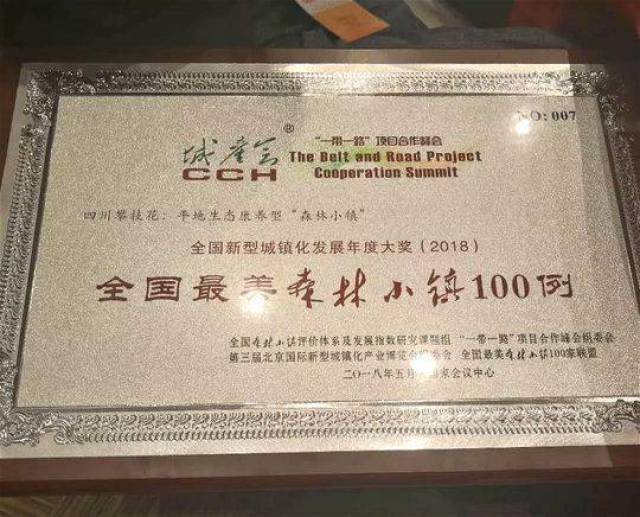 NO: 007
城产会® "一带一路"项目合作峰会
CCH The Belt and Road Project
Cooperation Summit
四川攀枝花：平地生态康养型"森林小镇"
全国新型城镇化发展年度大奖（2018）
全国最美森林小镇100例
全国森林小镇评价体系及发展指数研究课题组 "一带一路"项目合作峰会组委会
第三届北京国际新型城镇化产业博览会组委会 全国最美森林小镇100家联盟
二〇一八年五月 国家会议中心